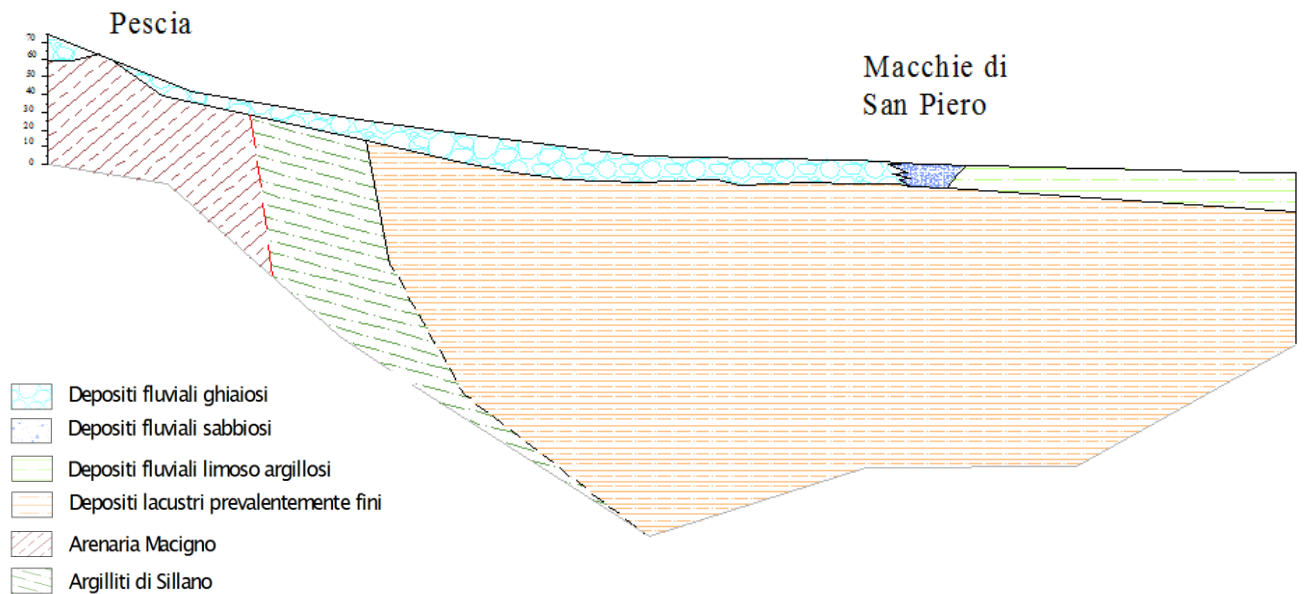 Pescia
Macchie di
San Piero
70
60
50
40
30
20
10
0
Depositi fluviali ghiaiosi
Depositi fluviali sabbiosi
Depositi fluviali limoso argillosi
Depositi lacustri prevalentemente fini
Arenaria Macigno
Argilliti di Sillano